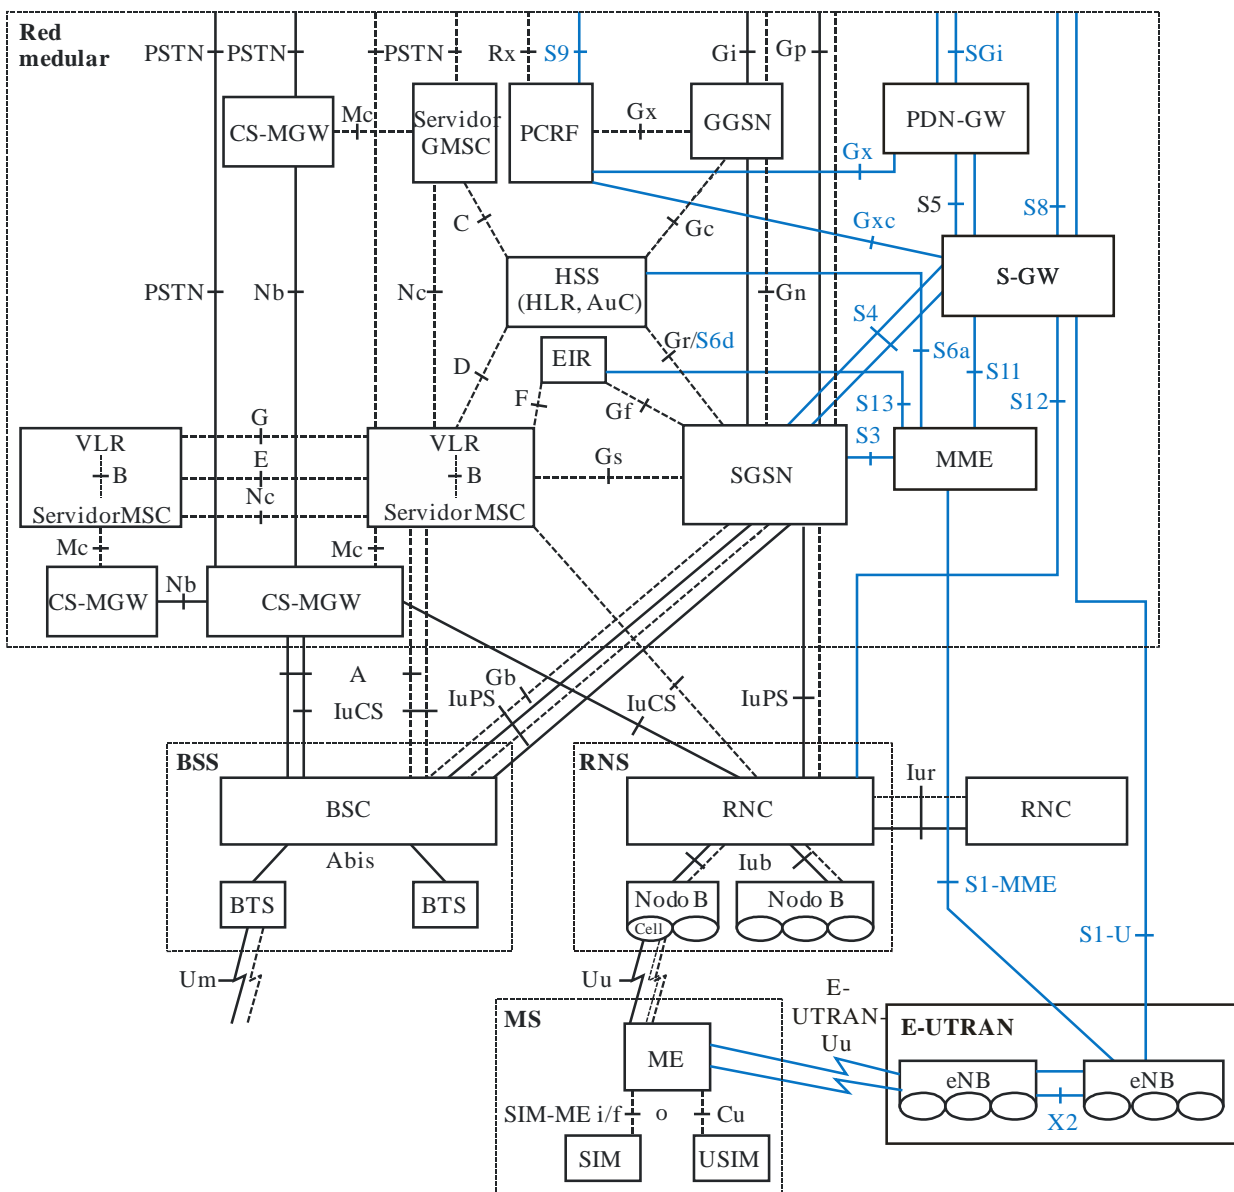 Red
medular
PSTN
PSTN
PSTN
Rx
S9
Gi
Gp
SGi
CS-MGW
Mc
Servidor
GMSC
PCRF
Gx
GGSN
PDN-GW
Gx
C
Gc
Gxc
S5
S8
S-GW
PSTN
Nb
Nc
HSS
(HLR, AuC)
Gn
S4
Gr/S6d
S6a
S11
D
EIR
F
Gf
S13
S12
G
S3
VLR
E
B
Nc
ServidorMSC
VLR
B
Servidor MSC
Gs
SGSN
MME
Mc
Mc
CS-MGW
Nb
CS-MGW
A
Gb
IuPS
IuCS
IuCS
IuPS
BSS
RNS
BSC
RNC
Iur
RNC
Abis
Iub
BTS
BTS
Nodo B
Cell
Nodo B
S1-MME
S1-U
Um
Uu
E-
UTRAN-
Uu
MS
E-UTRAN
ME
eNB
eNB
X2
SIM-ME i/f
o
Cu
SIM
USIM